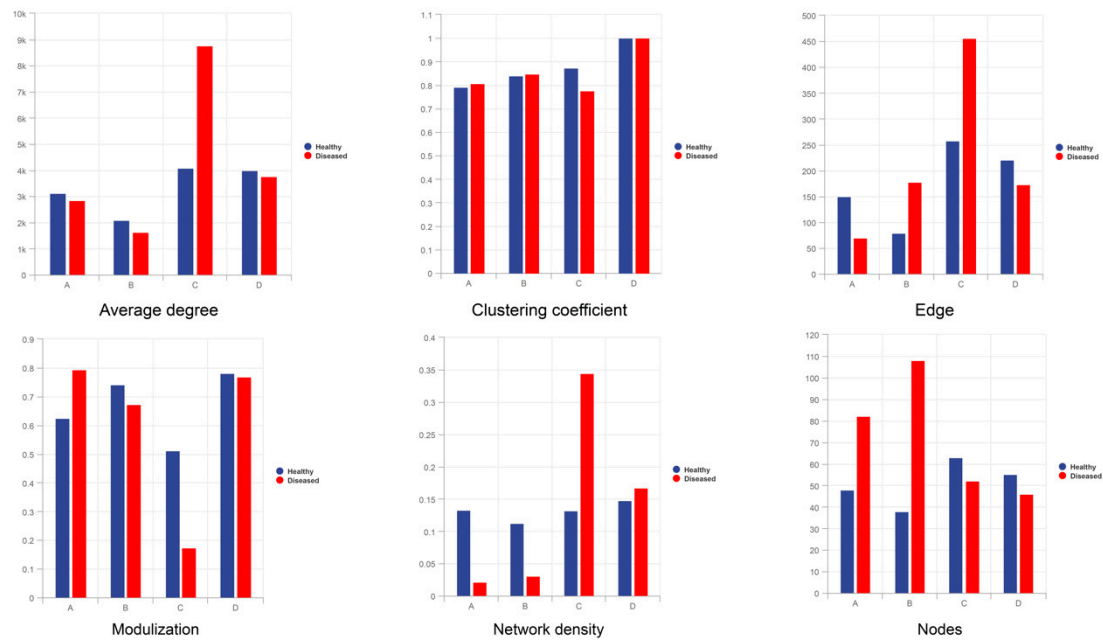 10k
9k
8k
7k
6k
5k
4k
3k
2k
1k
0
A B C D
Healthy
Diseased
Average degree
1.1
1
0.9
0.8
0.7
0.6
0.5
0.4
0.3
0.2
0.1
0
A B C D
Healthy
Diseased
Clustering coefficient
500
450
400
350
300
250
200
150
100
50
0
A B C D
Healthy
Diseased
Edge
0.9
0.8
0.7
0.6
0.5
0.4
0.3
0.2
0.1
0
A B C D
Healthy
Diseased
Modulization
0.4
0.35
0.3
0.25
0.2
0.15
0.1
0.05
0
A B C D
Healthy
Diseased
Network density
120
110
100
90
80
70
60
50
40
30
20
10
0
A B C D
Healthy
Diseased
Nodes